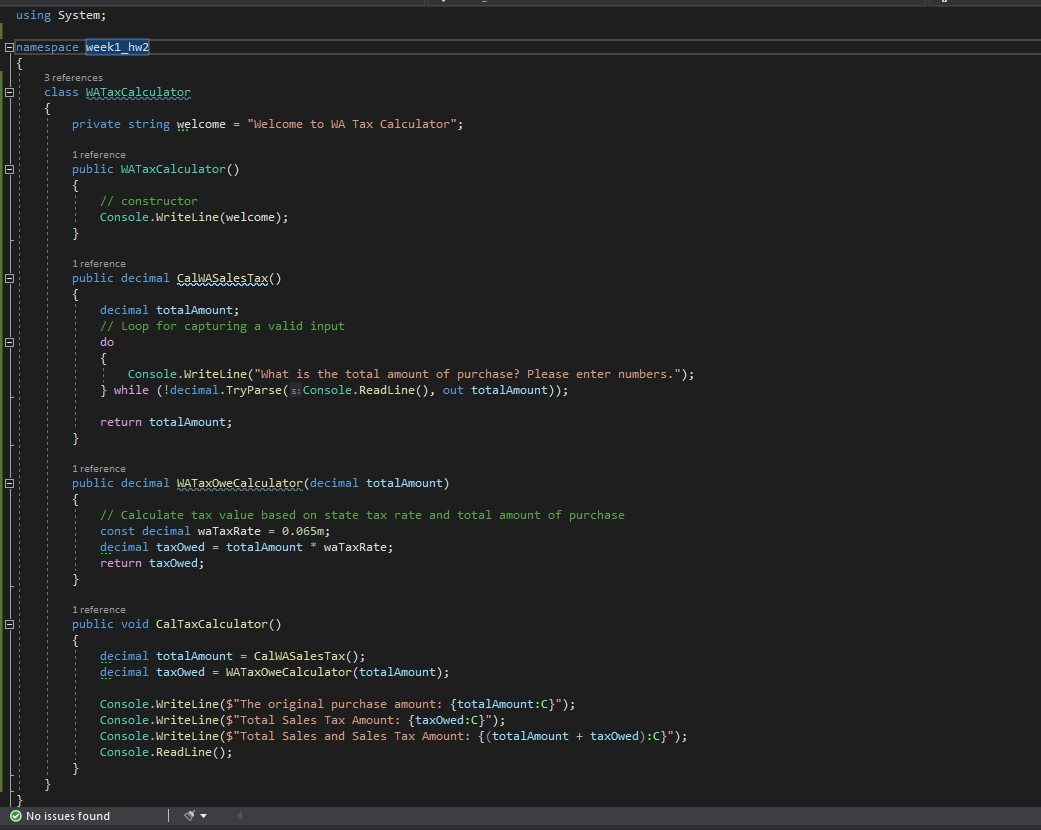 using System;
namespace week1_hw2
{
3 references
class WATaxCalculator
{
private string welcome = "Welcome to WA Tax Calculator";
1 reference
public WATaxCalculator()
{
// constructor
Console.WriteLine(welcome);
}
1 reference
public decimal CalWASalesTax()
{
decimal totalAmount;
// Loop for capturing a valid input
do
{
Console.WriteLine("What is the total amount of purchase? Please enter numbers.");
} while (!decimal.TryParse(s:Console.ReadLine(), out totalAmount));
return totalAmount;
}
1 reference
public decimal WATaxOweCalculator(decimal totalAmount)
{
// Calculate tax value based on state tax rate and total amount of purchase
const decimal waTaxRate = 0.065m;
decimal taxOwed = totalAmount * waTaxRate;
return taxOwed;
}
1 reference
public void CalTaxCalculator()
{
decimal totalAmount = CalWASalesTax();
decimal taxOwed = WATaxOweCalculator(totalAmount);
Console.WriteLine($"The original purchase amount: {totalAmount:C}");
Console.WriteLine($"Total Sales Tax Amount: {taxOwed:C}");
Console.WriteLine($"Total Sales and Sales Tax Amount: {(totalAmount + taxOwed):C}");
Console.ReadLine();
}
}
}
No issues found